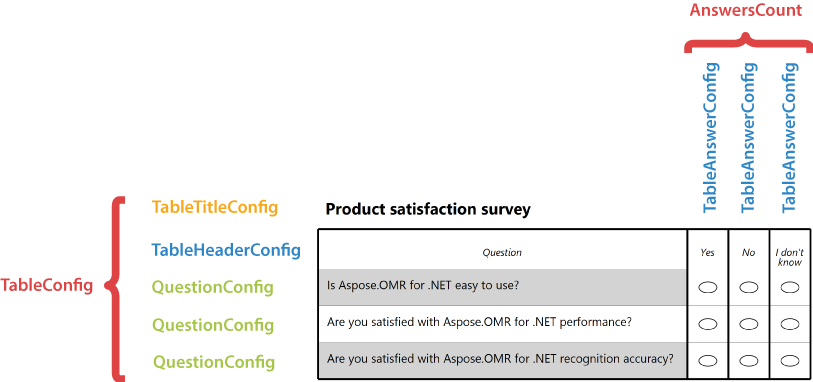 AnswersCount
TableAnswerConfig
TableAnswerConfig
TableAnswerConfig
TableConfig
TableTitleConfig
Product satisfaction survey
TableHeaderConfig
Question
Yes
No
I don't
know
QuestionConfig
Is Aspose.OMR for .NET easy to use?
QuestionConfig
Are you satisfied with Aspose.OMR for .NET performance?
QuestionConfig
Are you satisfied with Aspose.OMR for .NET recognition accuracy?